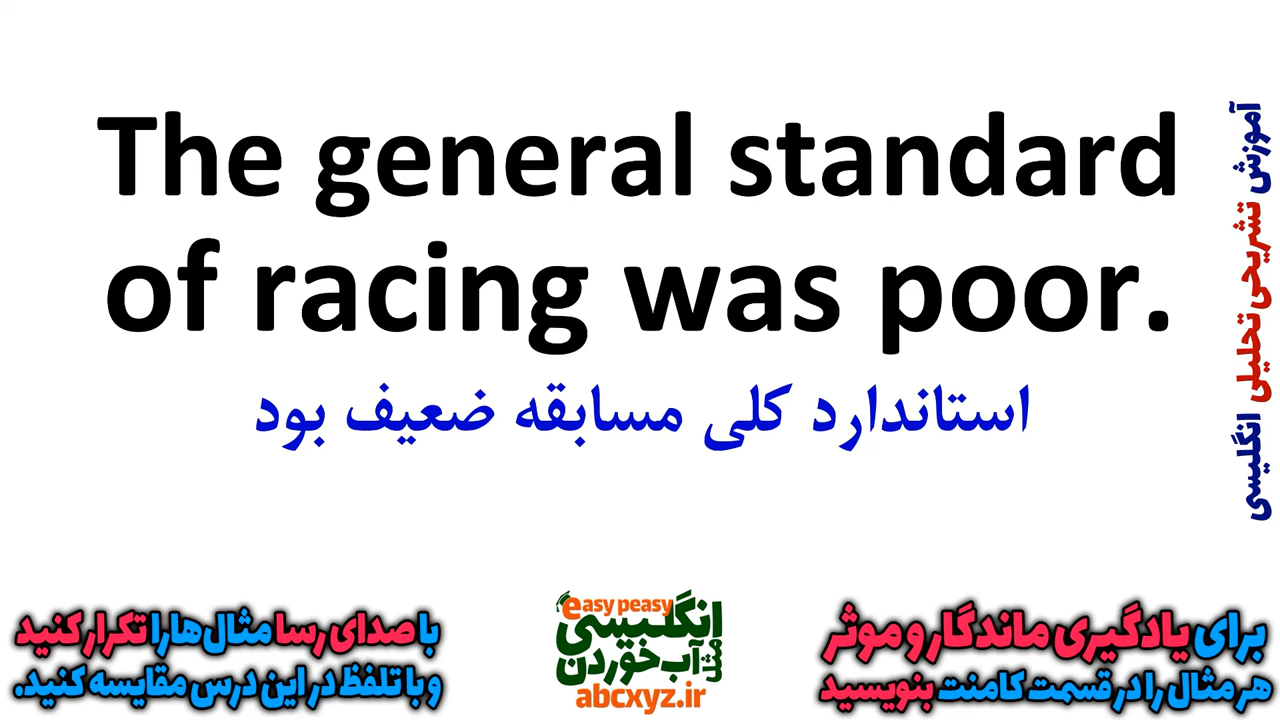 The general standard
of racing was poor.
استاندارد کلی مسابقه ضعیف بود
آموزش تشریحی تحلیلی انگلیسی
برای یادگیری ماندگار و موثر
هر مثال را در قسمت کامنت بنویسید
easy peasy
انگلیسی
مثل آب خوردن
abcxyz.ir
با صدای رسا مثال‌ها را تکرار کنید
و با تلفظ در این درس مقایسه کنید.